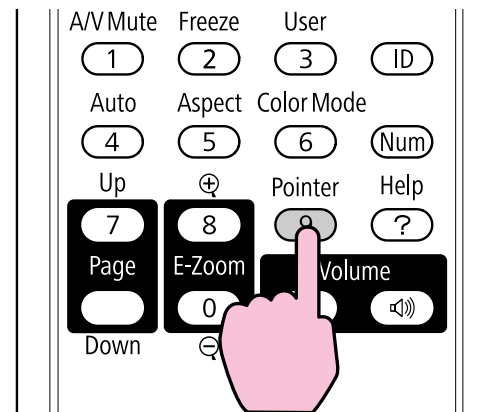 A/V Mute Freeze User
1 2 3 ID
Auto Aspect Color Mode
4 5 6 Num
Up Pointer Help
7 8 ?
Page E-Zoom Volume
0
Down